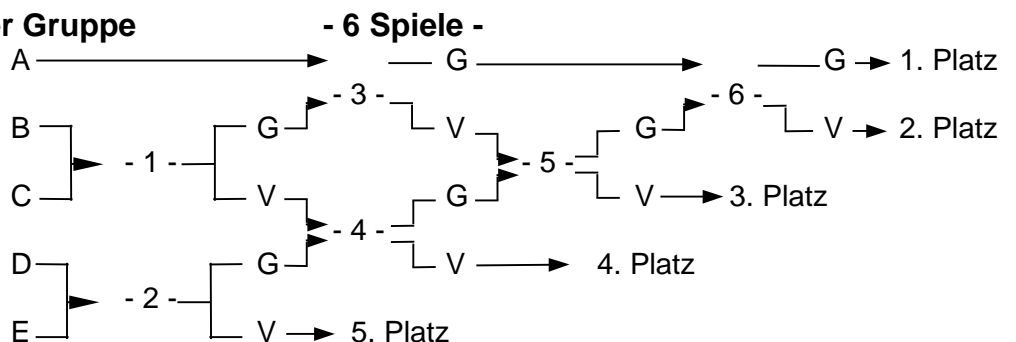 er Gruppe - 6 Spiele -
A G G 1. Platz
- 3 - - 6 -
B G V G V 2. Platz
- 1 - - 5 -
C V G V 3. Platz
- 4 -
D G V 4. Platz
- 2 -
E V 5. Platz